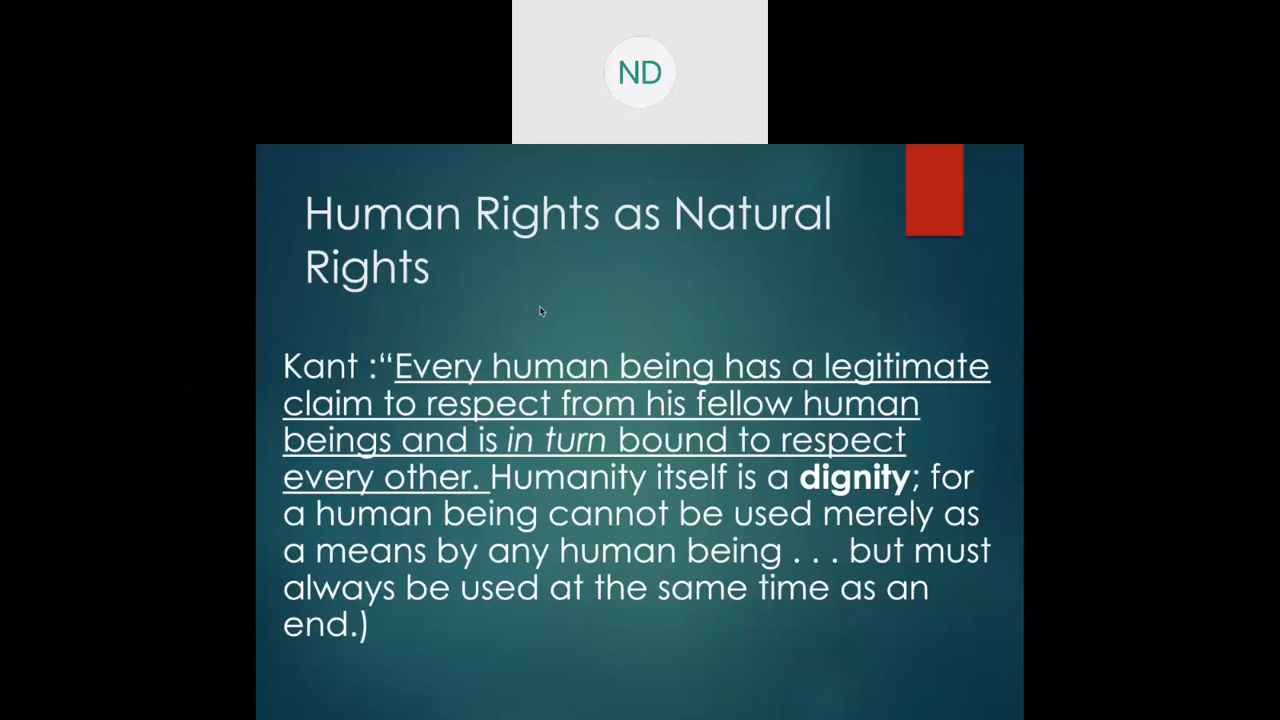 ND
Human Rights as Natural
Rights
Kant :“Every human being has a legitimate
claim to respect from his fellow human
beings and is in turn bound to respect
every other. Humanity itself is a dignity; for
a human being cannot be used merely as
a means by any human being . . . but must
always be used at the same time as an
end.)